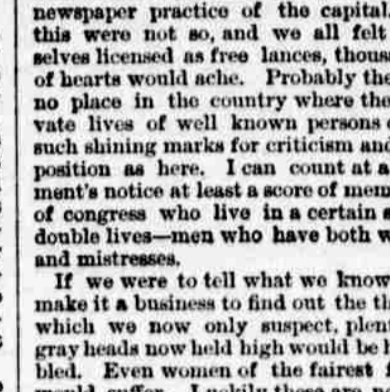 newspaper practice of the capital.
this were not so, and we all felt
selves licensed as free lances, thous
of hearts would ache. Probably the
no place in the country where the
vate lives of well known persons
such shining marks for criticism and
position as here. I can count at a
ment's notice at least a score of mem
of congress who live in a certain
double lives—men who have both w
and mistresses.
If we were to tell what we know
make it a business to find out the th
which we now only suspect, plent
gray heads now held high would be h
bled. Even women of the fairest
would suffer. Luckily there are